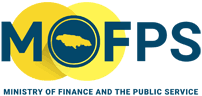 MOFPS
MINISTRY OF FINANCE AND THE PUBLIC SERVICE